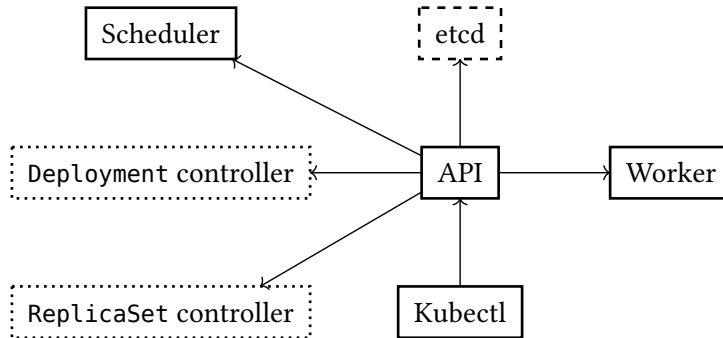 Scheduler
etcd
Deployment controller
API
Worker
ReplicaSet controller
Kubectl